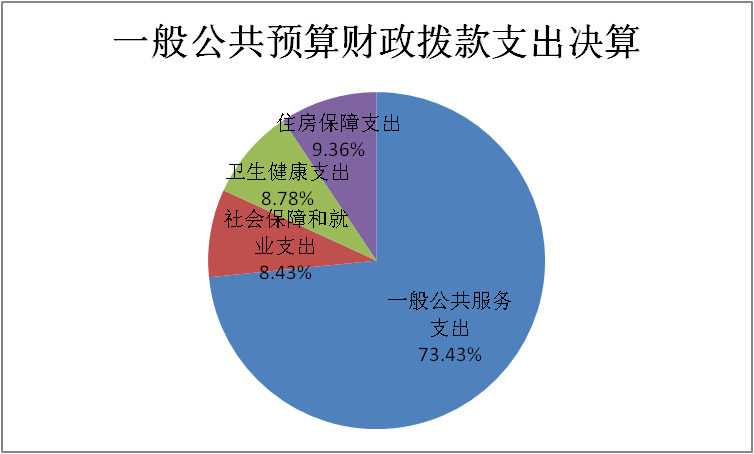 一般公共预算财政拨款支出决算
住房保障支出
9.36%
卫生健康支出
8.78%
社会保障和就
业支出
8.43%
一般公共服务
支出
73.43%